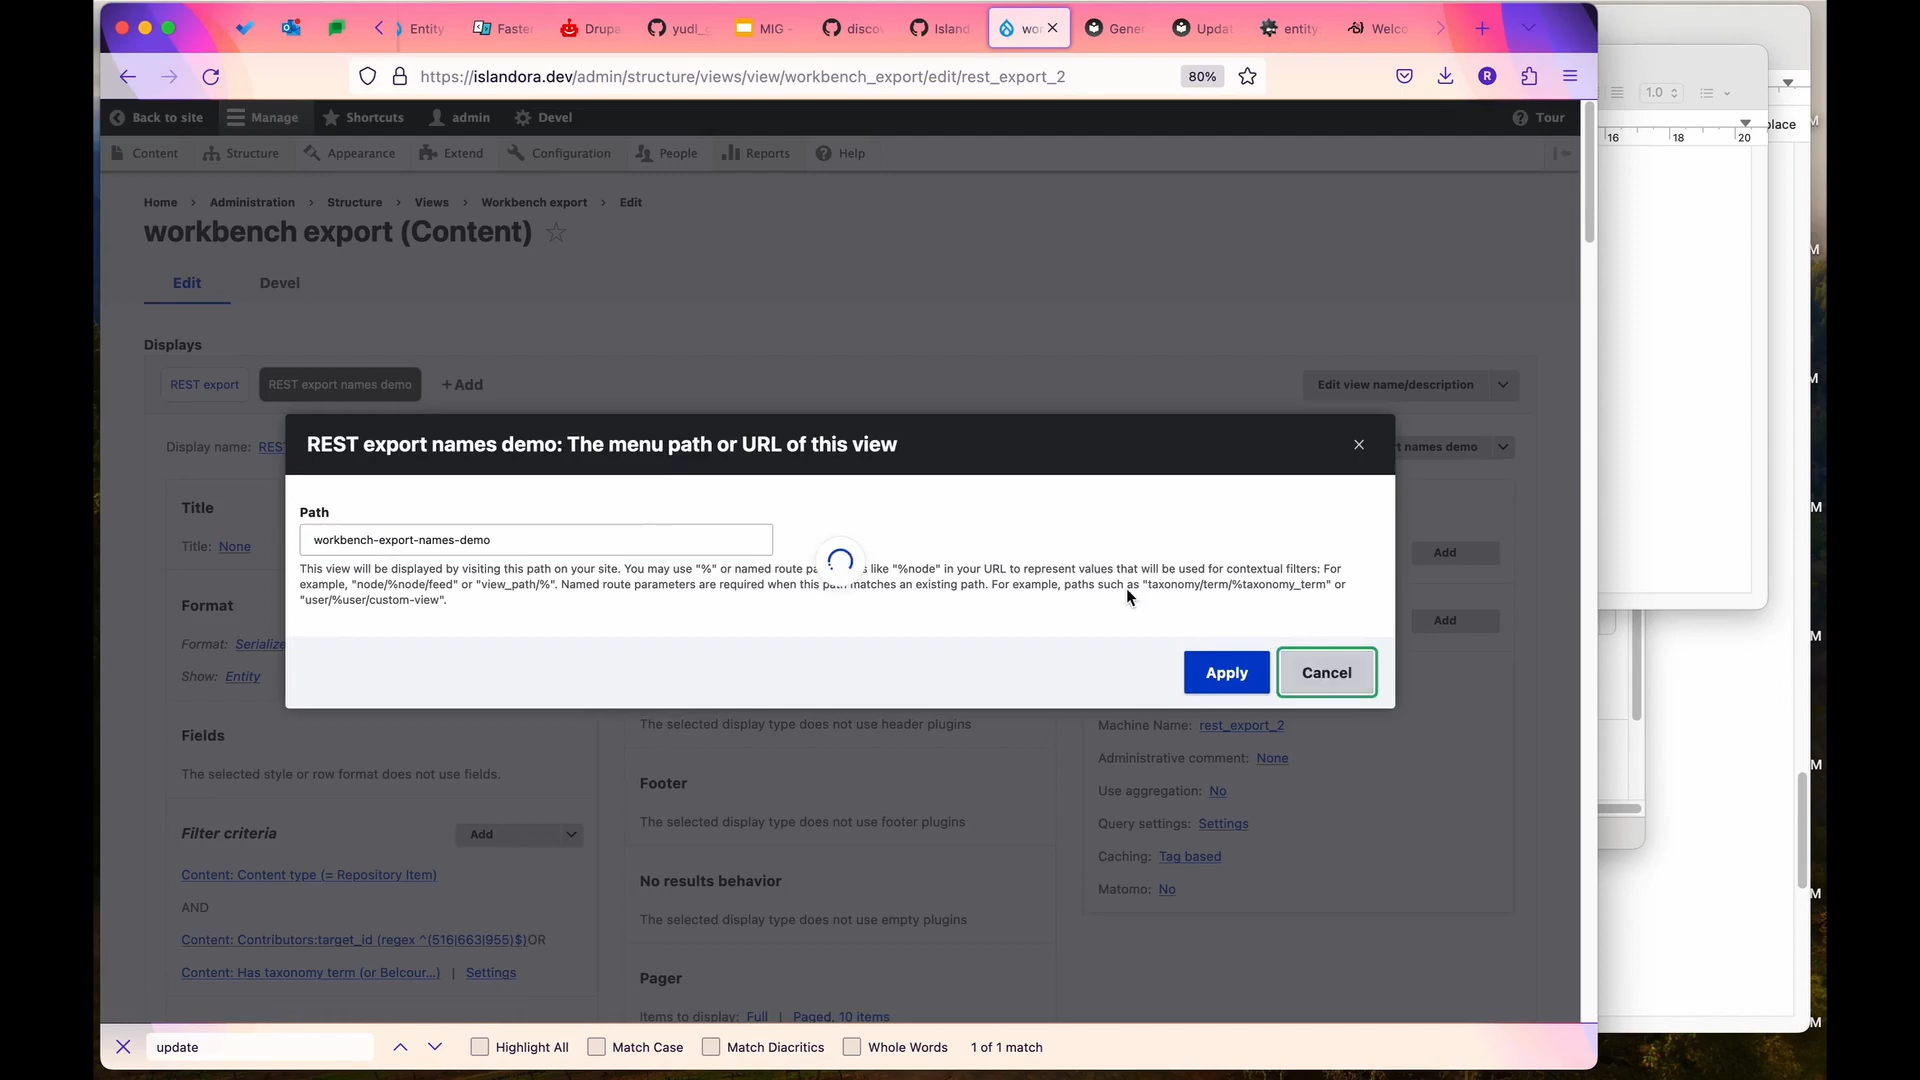 Entity
Faster
Drupa
yudl_g
MIG -
discov
Island
wor
Gener
Updat
entity
Welco
https://islandora.dev/admin/structure/views/view/workbench_export/edit/rest_export_2
80%
R
Back to site
Manage
Shortcuts
admin
Devel
Tour
Content
Structure
Appearance
Extend
Configuration
People
Reports
Help
Home > Administration > Structure > Views > Workbench export > Edit
workbench export (Content)
Edit
Devel
Displays
REST export
REST export names demo
+ Add
Edit view name/description
Display name: RES
t names demo
REST export names demo: The menu path or URL of this view
Path
workbench-export-names-demo
This view will be displayed by visiting this path on your site. You may use "%" or named route pa s like "%node" in your URL to represent values that will be used for contextual filters: For
example, "node/%node/feed" or "view_path/%". Named route parameters are required when this path matches an existing path. For example, paths such as "taxonomy/term/%taxonomy_term" or
"user/%user/custom-view".
Apply
Cancel
Title
Title: None
Add
Format
Format: Serialize
Add
Show: Entity
Fields
The selected style or row format does not use fields.
Filter criteria
Add
Content: Content type (= Repository Item)
AND
Content: Contributors:target_id (regex ^(516|663|955)$)OR
Content: Has taxonomy term (or Belcour...) | Settings
The selected display type does not use header plugins
Footer
The selected display type does not use footer plugins
No results behavior
The selected display type does not use empty plugins
Pager
Items to display: Full | Paged, 10 items
Machine Name: rest_export_2
Administrative comment: None
Use aggregation: No
Query settings: Settings
Caching: Tag based
Matomo: No
update
Highlight All
Match Case
Match Diacritics
Whole Words
1 of 1 match
1.0
place
16
18
20
M
M
M
M
M
M
M
M